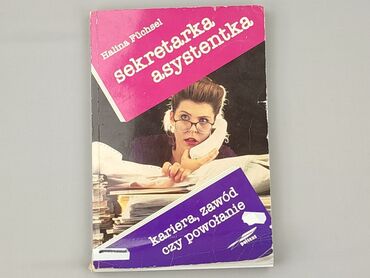 Halina Füchsel
sekretarka
asystentka
kariera, zawód
czy powołanie